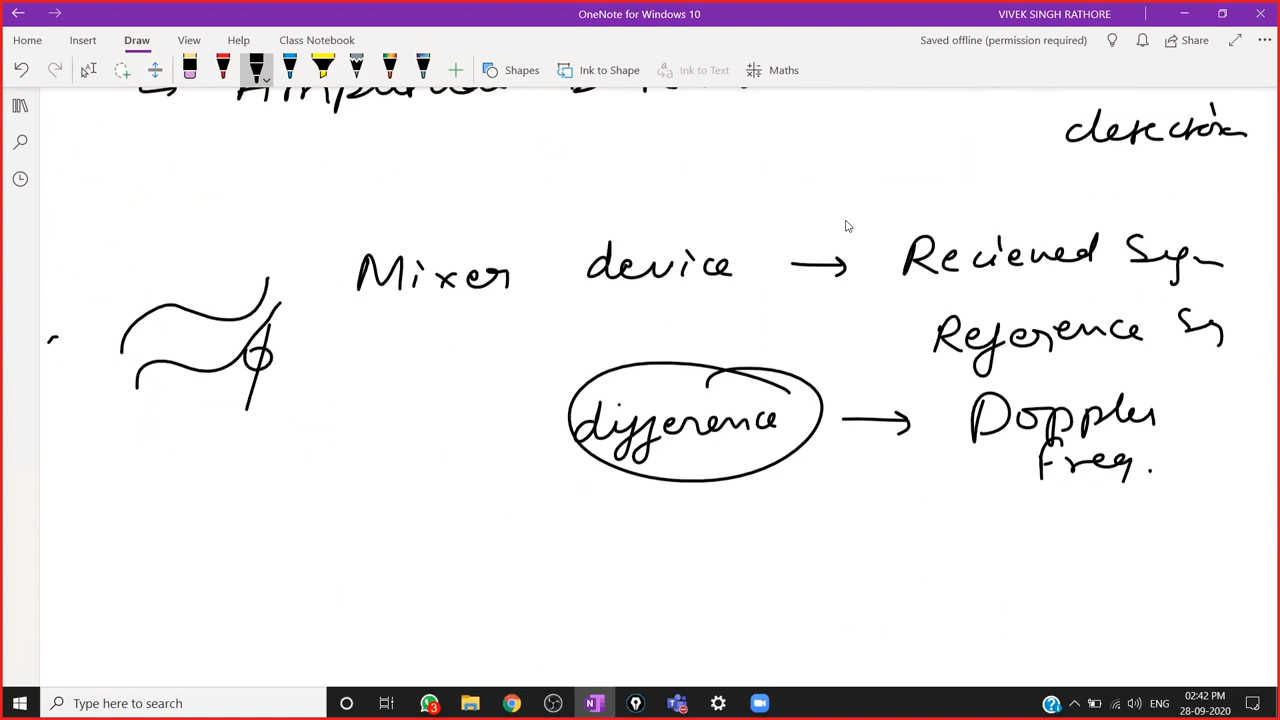 OneNote for Windows 10
VIVEK SINGH RATHORE
Home Insert Draw View Help Class Notebook
Saved offline (permission required)
Share
Shapes
Ink to Shape
Ink to Text
Maths
detection
Mixer device → Recieved
Reference
difference → Doppler
Freq.
Type here to search
3
ENG
02:42 PM
28-09-2020